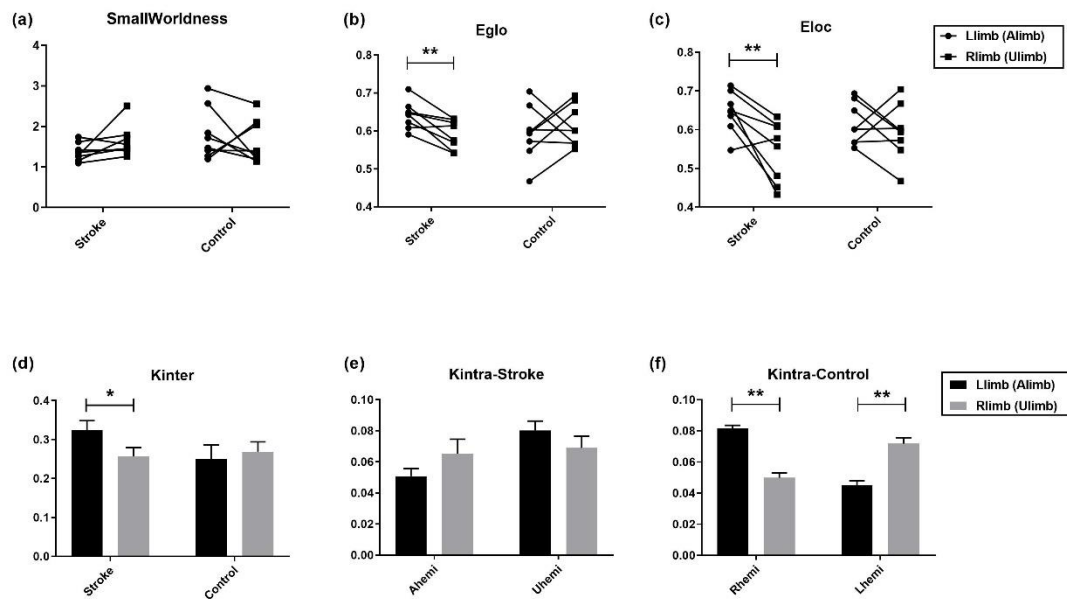 (a)
SmallWorldness
4
3
2
1
0
Stroke
Control
(b)
Eglo
0.8
0.7
0.6
0.5
0.4
**
Stroke
Control
(c)
Eloc
0.8
0.7
0.6
0.5
0.4
**
Stroke
Control
Llimb (Alimb)
Rlimb (Ulimb)
(d)
Kinter
0.4
0.3
0.2
0.1
0.0
*
Stroke
Control
(e)
Kintra-Stroke
0.10
0.08
0.06
0.04
0.02
0.00
Ahemi
Uhemi
(f)
Kintra-Control
0.10
0.08
0.06
0.04
0.02
0.00
**
**
Rhemi
Lhemi
Llimb (Alimb)
Rlimb (Ulimb)